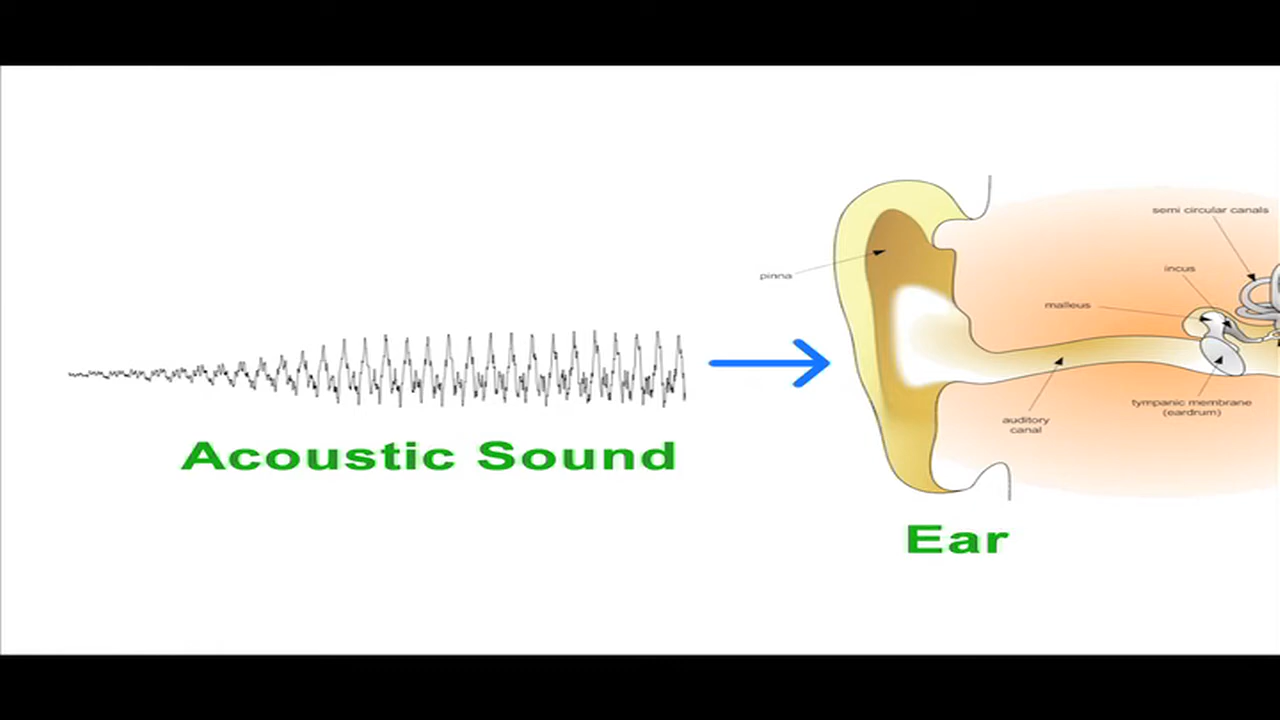 semi circular canals
incus
pinna
malleus
tympanic membrane
(eardrum)
auditory
canal
Acoustic Sound
Ear